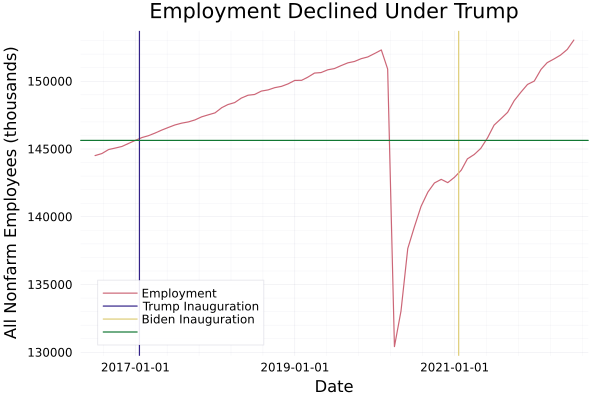 Employment Declined Under Trump
All Nonfarm Employees (thousands)
150000
145000
140000
135000
130000
Employment
Trump Inauguration
Biden Inauguration
2017-01-01
2019-01-01
2021-01-01
Date